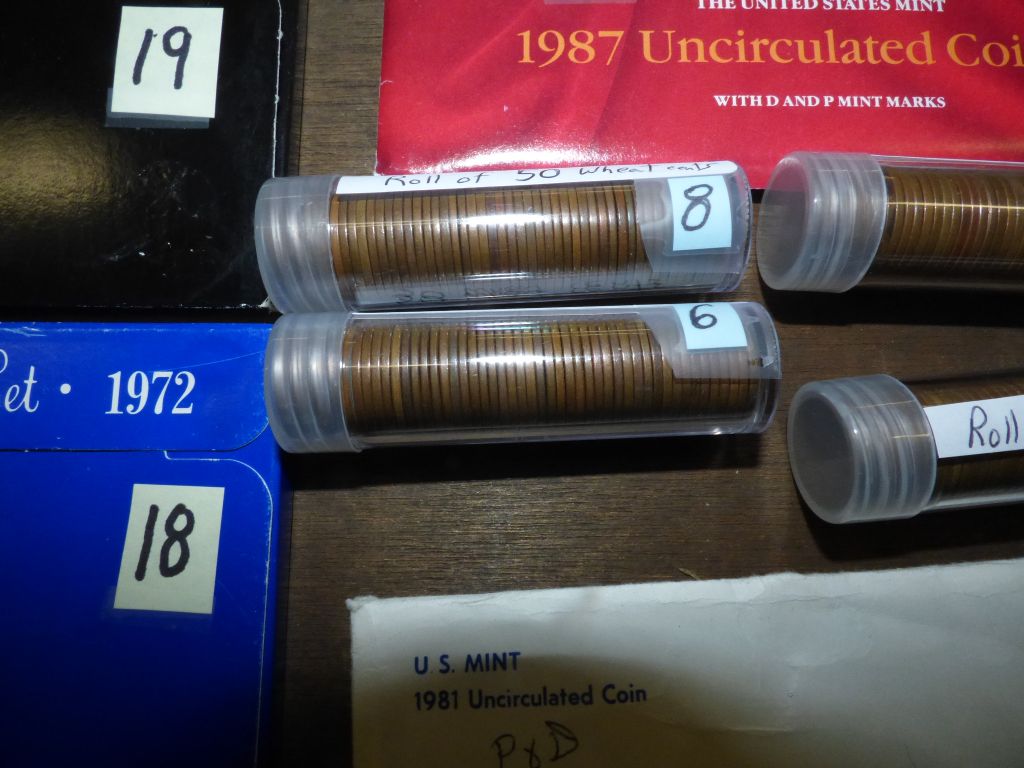 19
THE UNITED STATES MINT
1987 Uncirculated Coi
WITH D AND P MINT MARKS
Roll of 50 wheat cents
8
6
et • 1972
Roll
18
U. S. MINT
1981 Uncirculated Coin
P & D